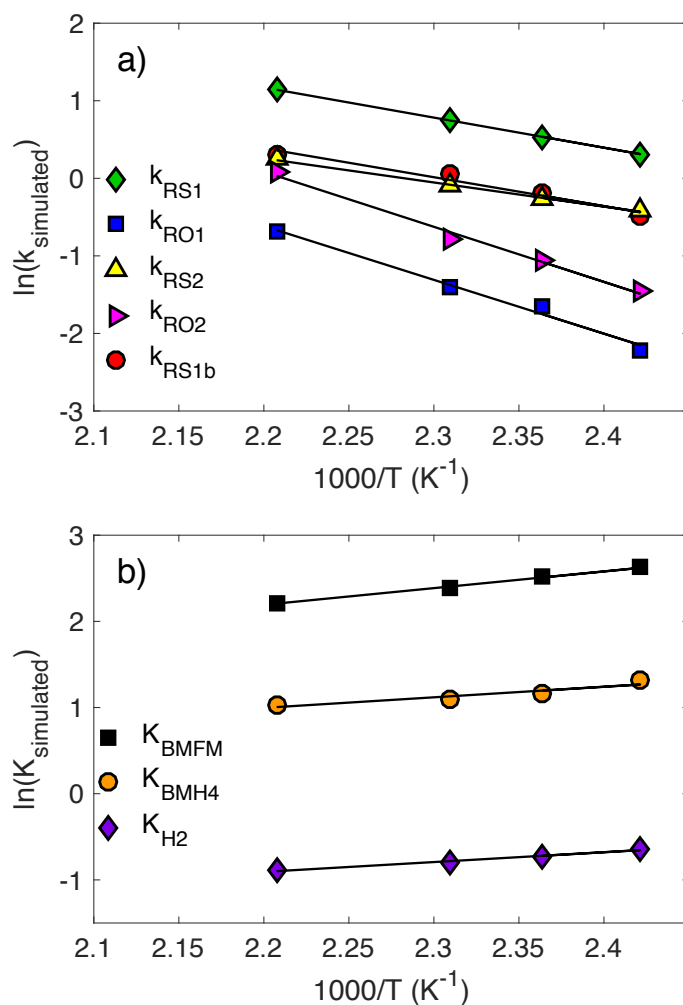 a)
ln(k_simulated)
2
1
0
-1
-2
-3
k_RS1
k_RO1
k_RS2
k_RO2
k_RS1b
2.1 2.15 2.2 2.25 2.3 2.35 2.4
1000/T (K^-1)
b)
ln(K_simulated)
3
2
1
0
-1
K_BMFM
K_BMH4
K_H2
2.1 2.15 2.2 2.25 2.3 2.35 2.4
1000/T (K^-1)